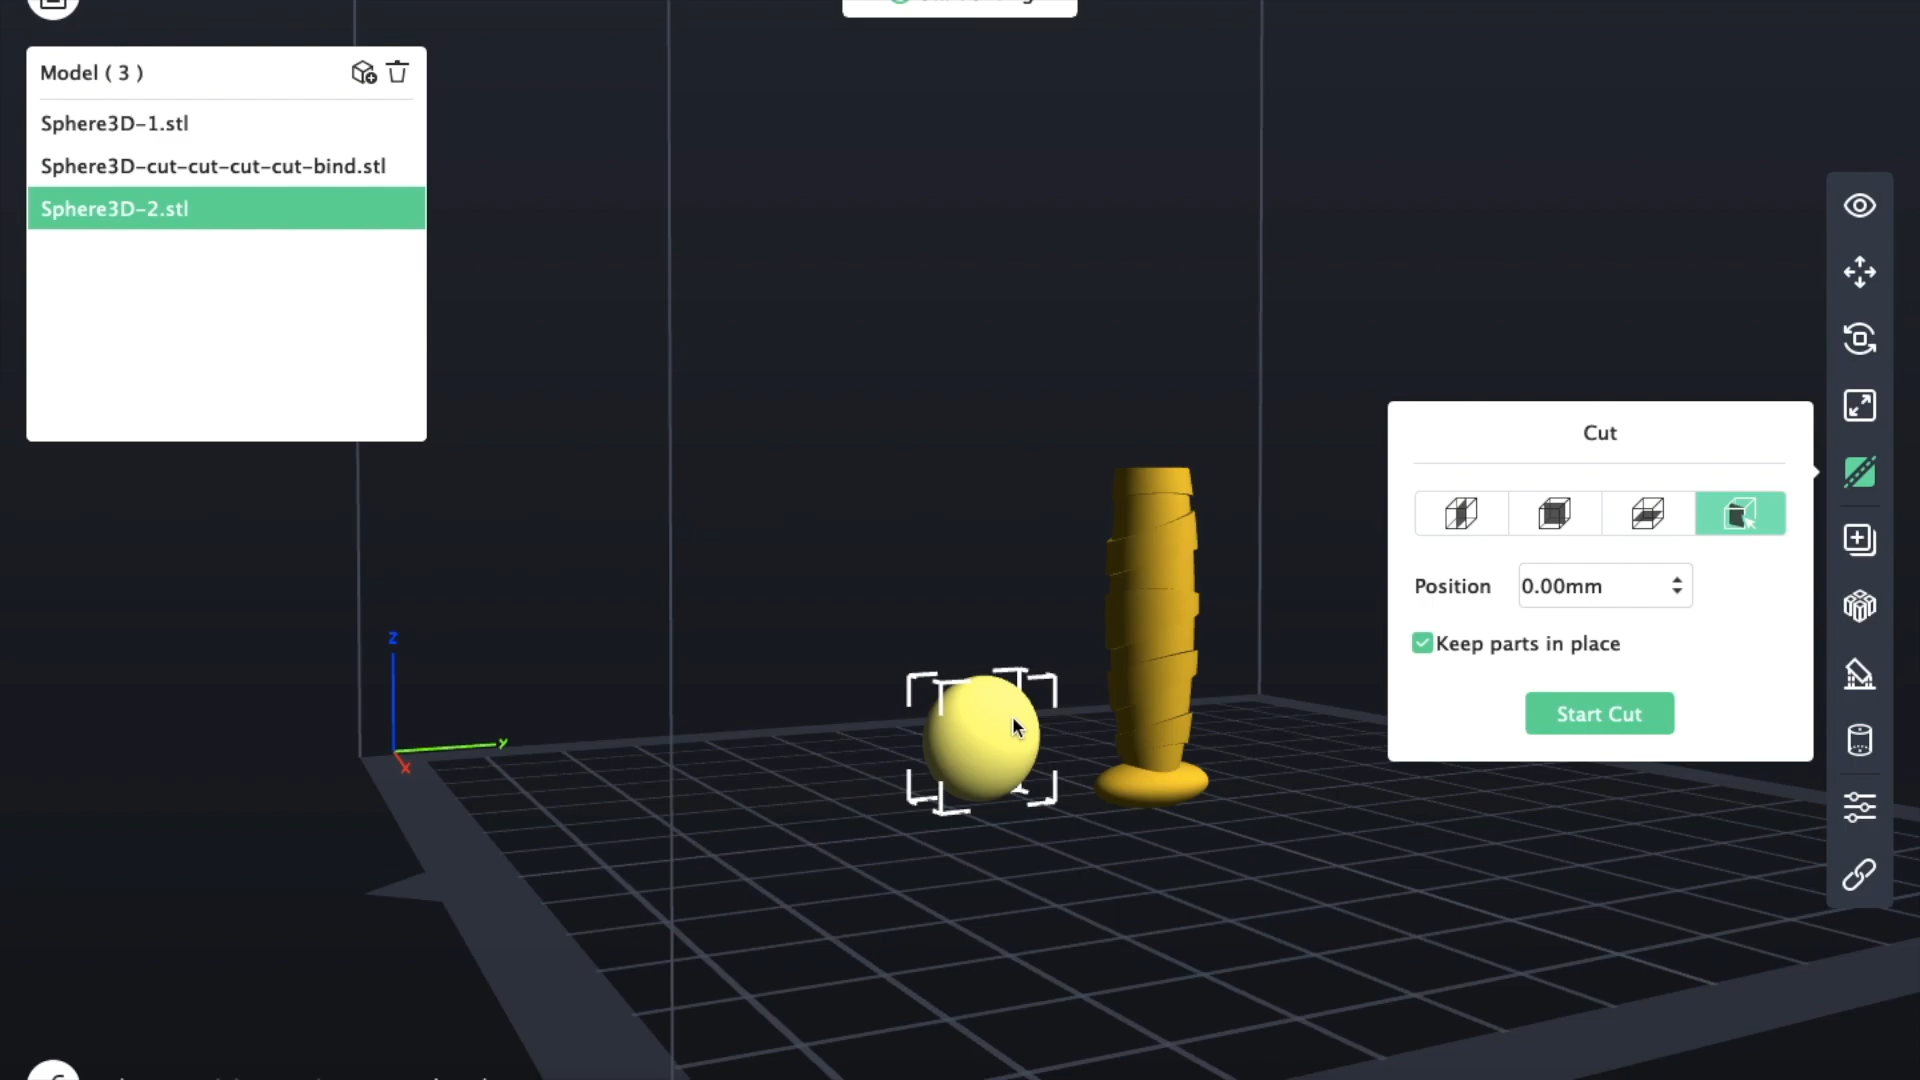 Model ( 3 )
Sphere3D-1.stl
Sphere3D-cut-cut-cut-cut-bind.stl
Sphere3D-2.stl
Cut
Position 0.00mm
Keep parts in place
Start Cut
Z
Y
X